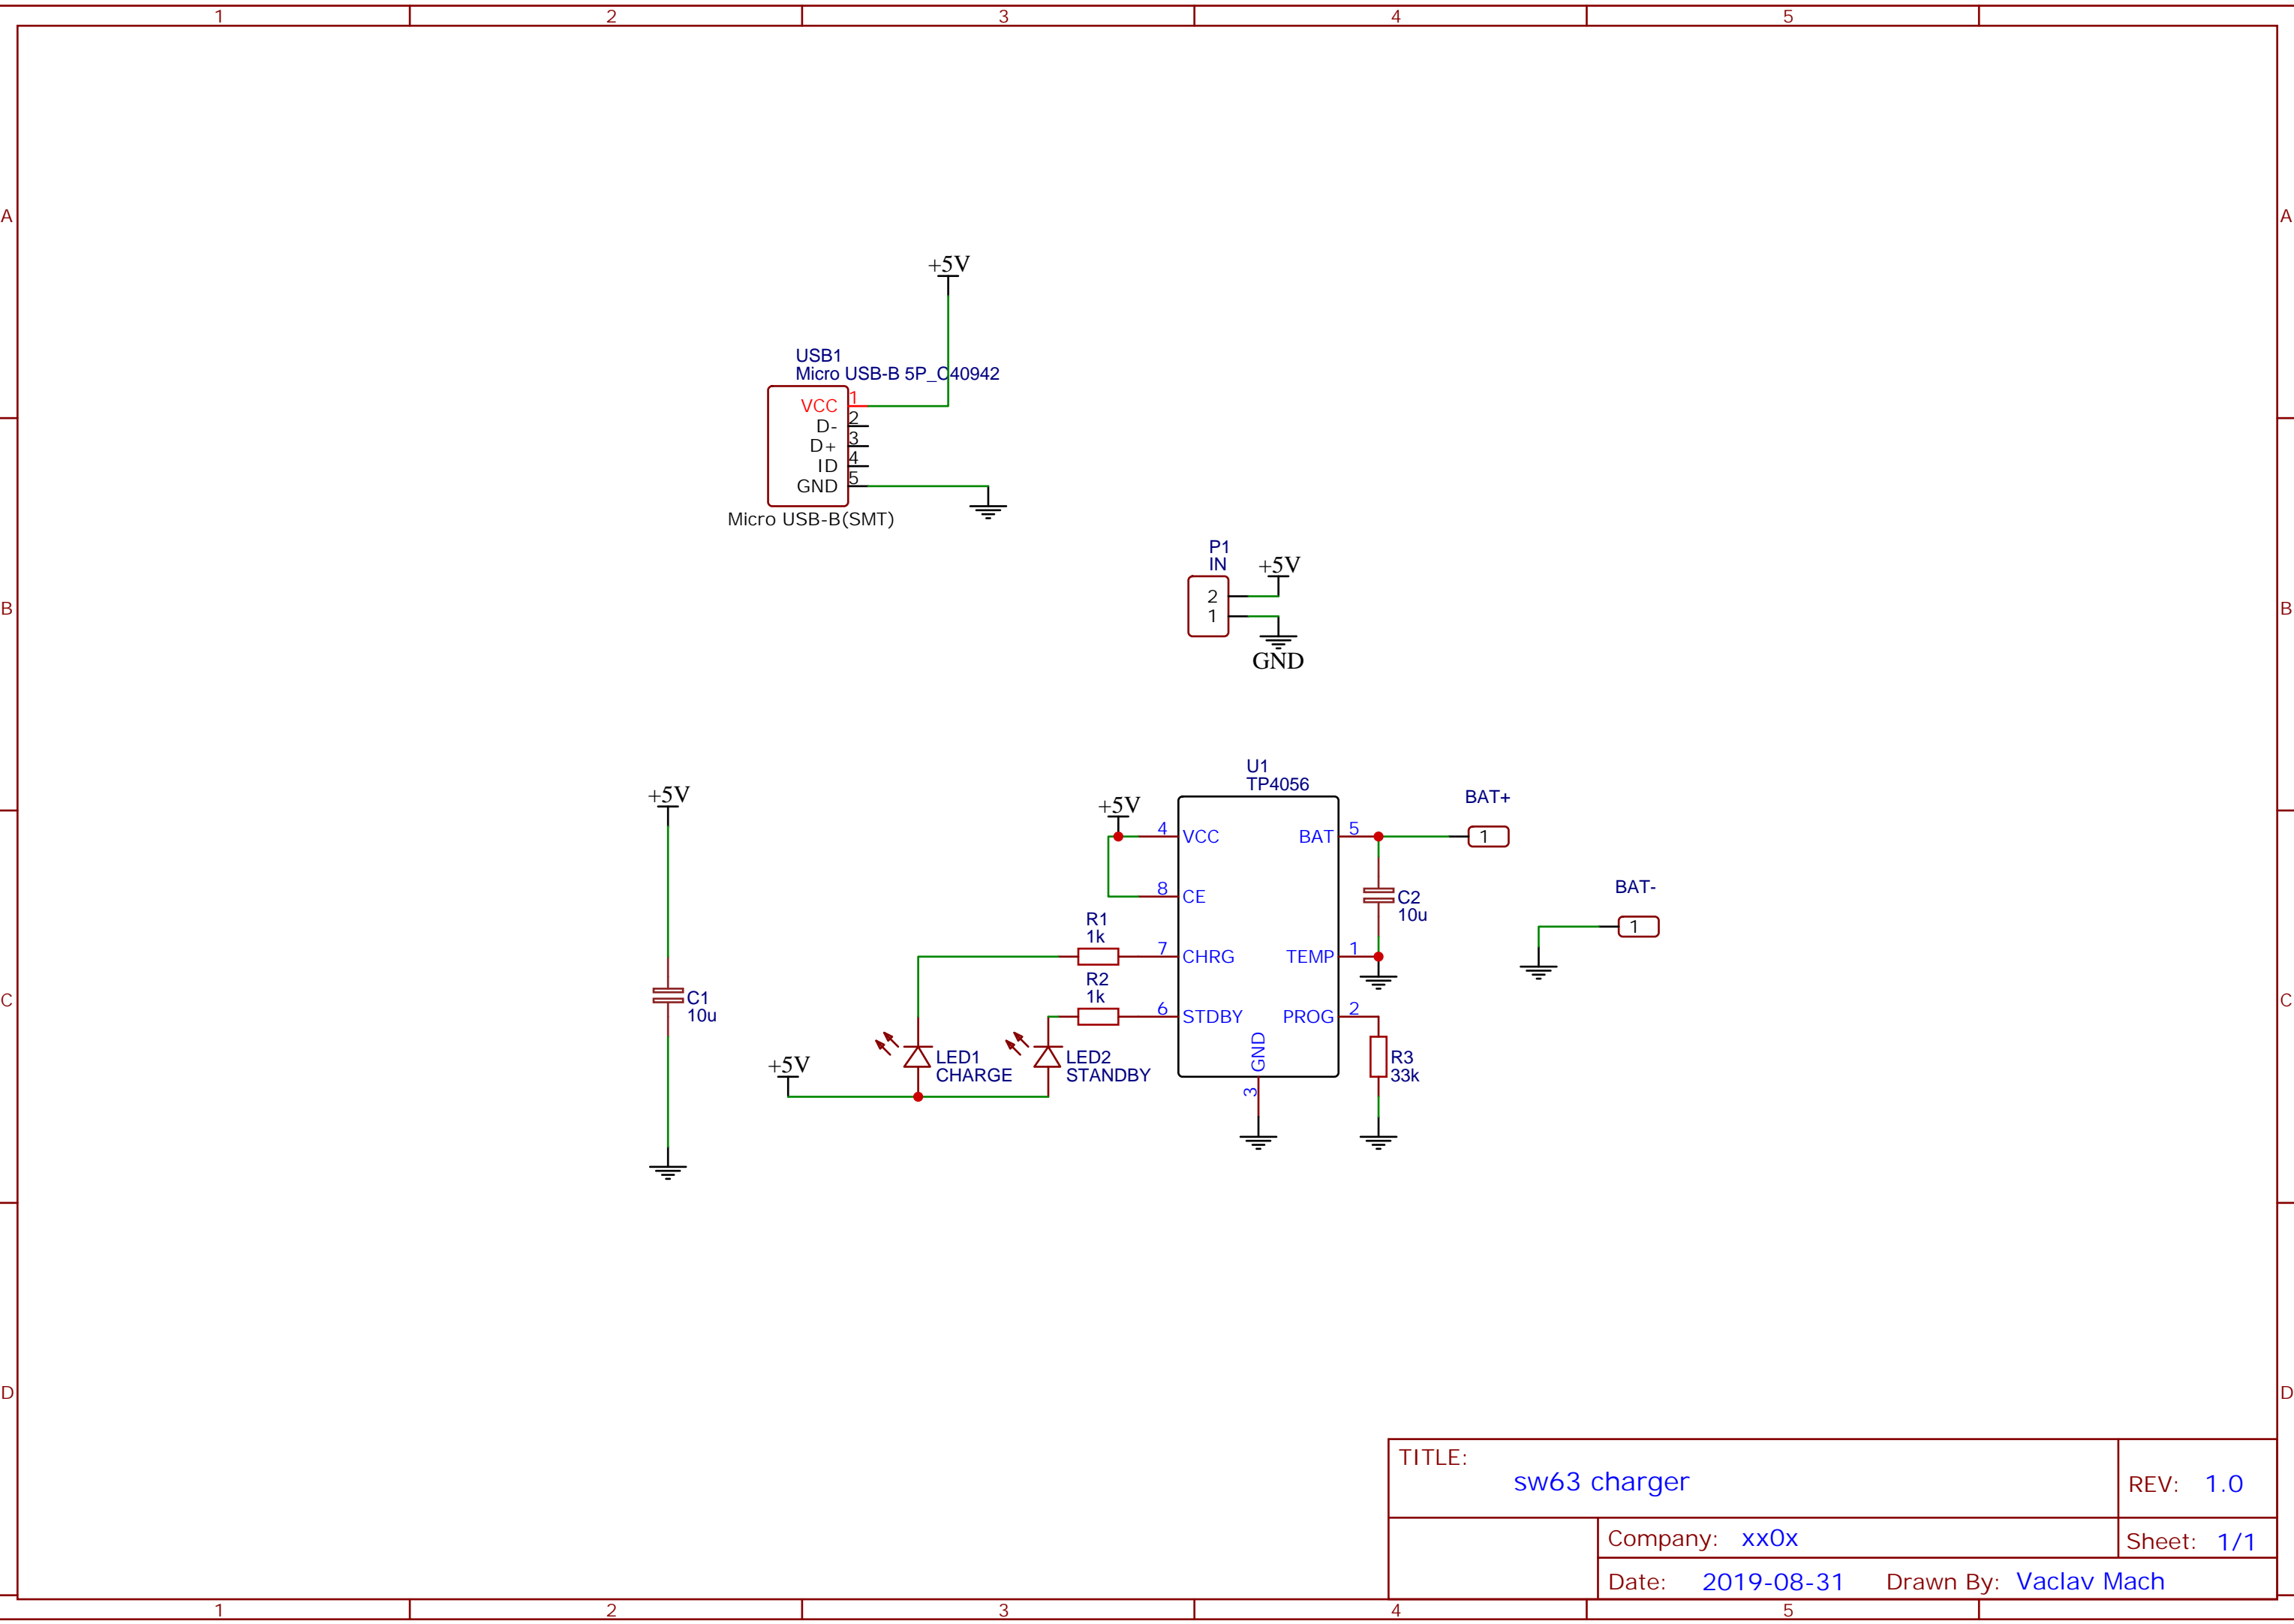 1 2 3 4 5
A A
+5V
USB1
Micro USB-B 5P_C40942
VCC 1
D- 2
D+ 3
ID 4
GND 5
Micro USB-B(SMT)
P1
IN
+5V
2
1
GND
B B
U1
TP4056
+5V
+5V
BAT+
4 VCC
BAT 5
1
8 CE
C2
10u
BAT-
1
R1
1k
7 CHRG
TEMP 1
R2
1k
C1
10u
C C
6 STDBY
PROG 2
GND
3
LED1
CHARGE
LED2
STANDBY
R3
33k
+5V
D D
TITLE:
sw63 charger
REV: 1.0
Company: xx0x
Sheet: 1/1
Date: 2019-08-31 Drawn By: Vaclav Mach
1 2 3 4 5